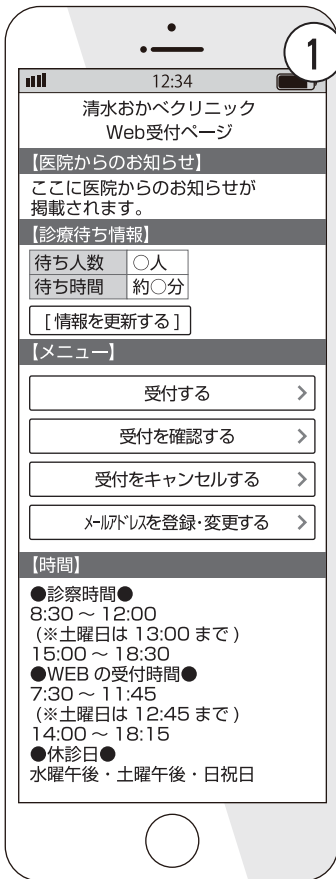 1
12:34
清水おかべクリニック
Web受付ページ
【医院からのお知らせ】
ここに医院からのお知らせが
掲載されます。
【診療待ち情報】
待ち人数 ○人
待ち時間 約○分
[ 情報を更新する ]
【メニュー】
受付する
受付を確認する
受付をキャンセルする
メールアドレスを登録・変更する
【時間】
●診察時間●
8:30 ～ 12:00
(※土曜日は 13:00 まで )
15:00 ～ 18:30
●WEB の受付時間●
7:30 ～ 11:45
(※土曜日は 12:45 まで )
14:00 ～ 18:15
●休診日●
水曜午後・土曜午後・日祝日